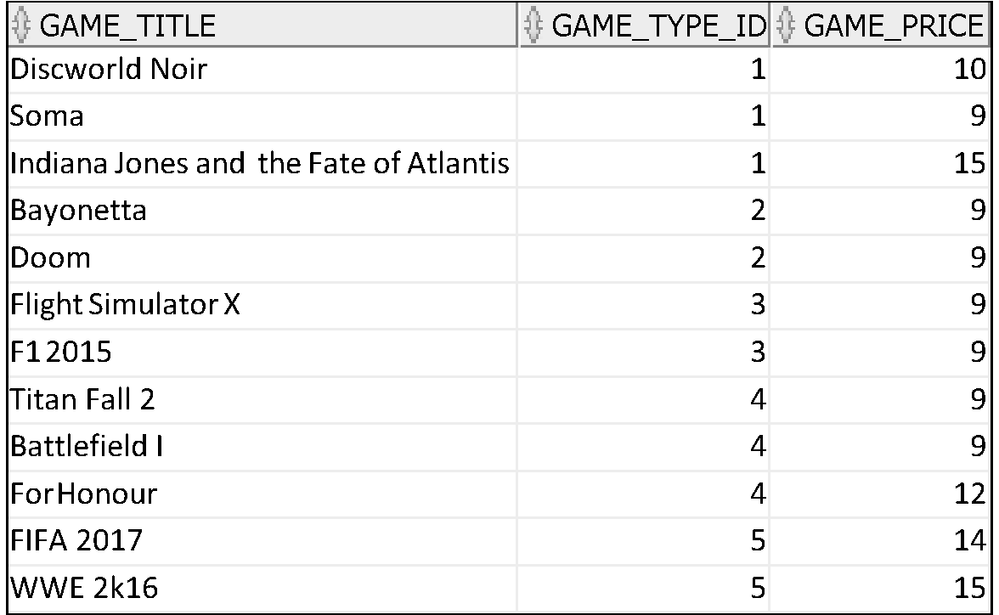 GAME_TITLE GAME_TYPE_ID GAME_PRICE
Discworld Noir 1 10
Soma 1 9
Indiana Jones and the Fate of Atlantis 1 15
Bayonetta 2 9
Doom 2 9
Flight Simulator X 3 9
F1 2015 3 9
Titan Fall 2 4 9
Battlefield I 4 9
For Honour 4 12
FIFA 2017 5 14
WWE 2k16 5 15